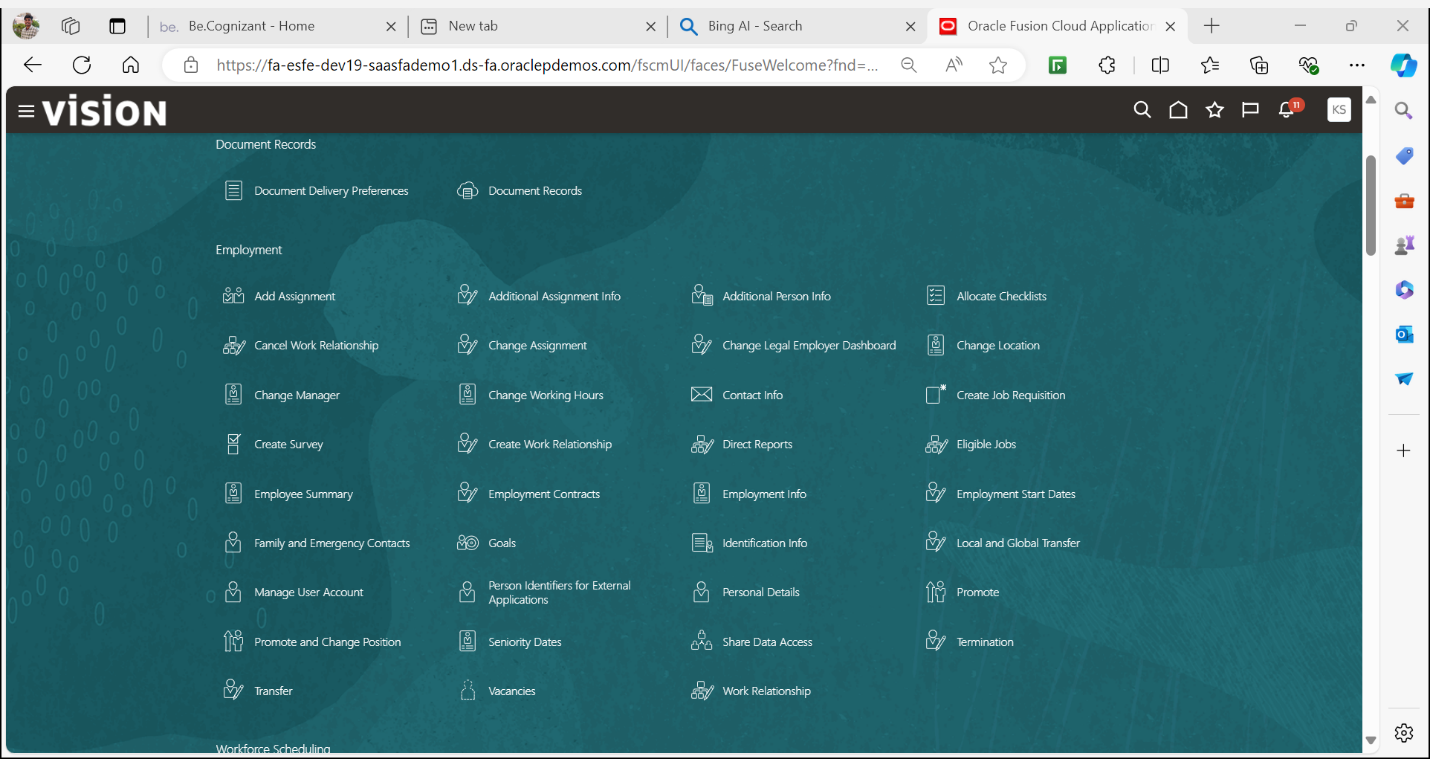 be. Be.Cognizant - Home
New tab
Bing AI - Search
Oracle Fusion Cloud Application
https://fa-esfe-dev19-saasfademo1.ds-fa.oraclepdemos.com/fscmUI/faces/FuseWelcome?fnd=...
vision
11
KS
Document Records
Document Delivery Preferences
Document Records
Employment
Add Assignment
Additional Assignment Info
Additional Person Info
Allocate Checklists
Cancel Work Relationship
Change Assignment
Change Legal Employer Dashboard
Change Location
Change Manager
Change Working Hours
Contact Info
Create Job Requisition
Create Survey
Create Work Relationship
Direct Reports
Eligible Jobs
Employee Summary
Employment Contracts
Employment Info
Employment Start Dates
Family and Emergency Contacts
Goals
Identification Info
Local and Global Transfer
Manage User Account
Person Identifiers for External
Applications
Personal Details
Promote
Promote and Change Position
Seniority Dates
Share Data Access
Termination
Transfer
Vacancies
Work Relationship
Workforce Scheduling